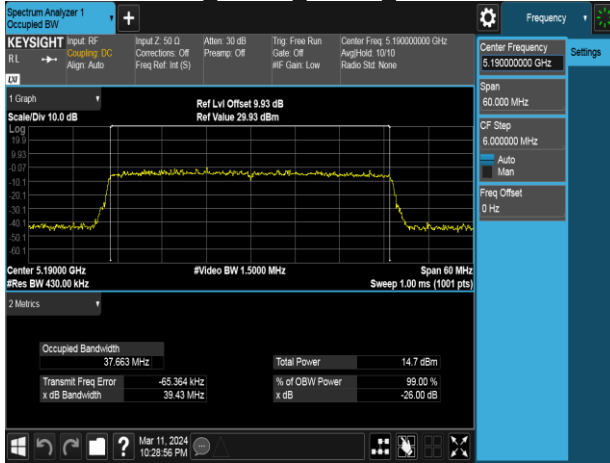 Spectrum Analyzer 1
Occupied BW
+
Frequency
KEYSIGHT
RL
LXI
Input: RF
Coupling: DC
Align: Auto
Input Z: 50 Ω
Corrections: Off
Freq Ref: Int (S)
Atten: 30 dB
Preamp: Off
Trig: Free Run
Gate: Off
#IF Gain: Low
Center Freq: 5.190000000 GHz
Avg|Hold: 10/10
Radio Std: None
Center Frequency
5.190000000 GHz
Settings
Span
60.000 MHz
CF Step
6.000000 MHz
Auto
Man
Freq Offset
0 Hz
1 Graph
Ref Lvl Offset 9.93 dB
Scale/Div 10.0 dB
Ref Value 29.93 dBm
Log
19.9
9.93
-0.07
-10.1
-20.1
-30.1
-40.1
-50.1
-60.1
Center 5.19000 GHz
#Video BW 1.5000 MHz
Span 60 MHz
#Res BW 430.00 kHz
Sweep 1.00 ms (1001 pts)
2 Metrics
Occupied Bandwidth
37.663 MHz
Total Power
14.7 dBm
Transmit Freq Error
-65.364 kHz
% of OBW Power
99.00 %
x dB Bandwidth
39.43 MHz
x dB
-26.00 dB
?
Mar 11, 2024
10:28:56 PM